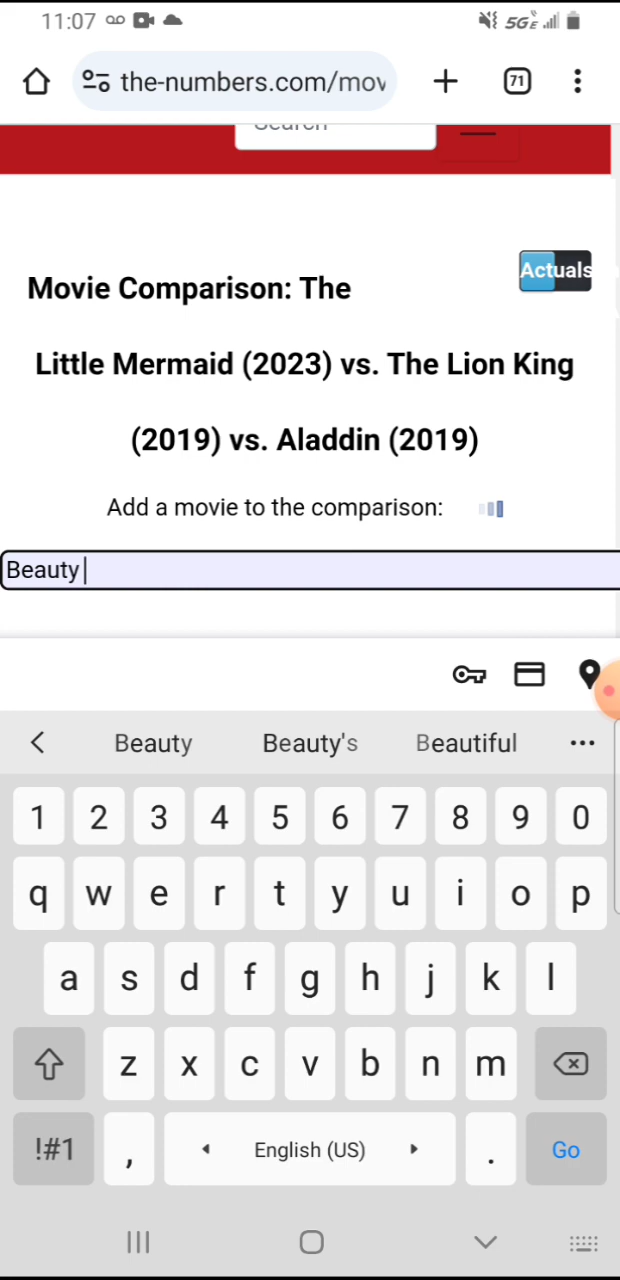 11:07 5GE
the-numbers.com/mov 71
Search
Actuals
Movie Comparison: The
Little Mermaid (2023) vs. The Lion King
(2019) vs. Aladdin (2019)
Add a movie to the comparison:
Beauty
Beauty Beauty's Beautiful
1 2 3 4 5 6 7 8 9 0
q w e r t y u i o p
a s d f g h j k l
z x c v b n m
!#1 , English (US) . Go